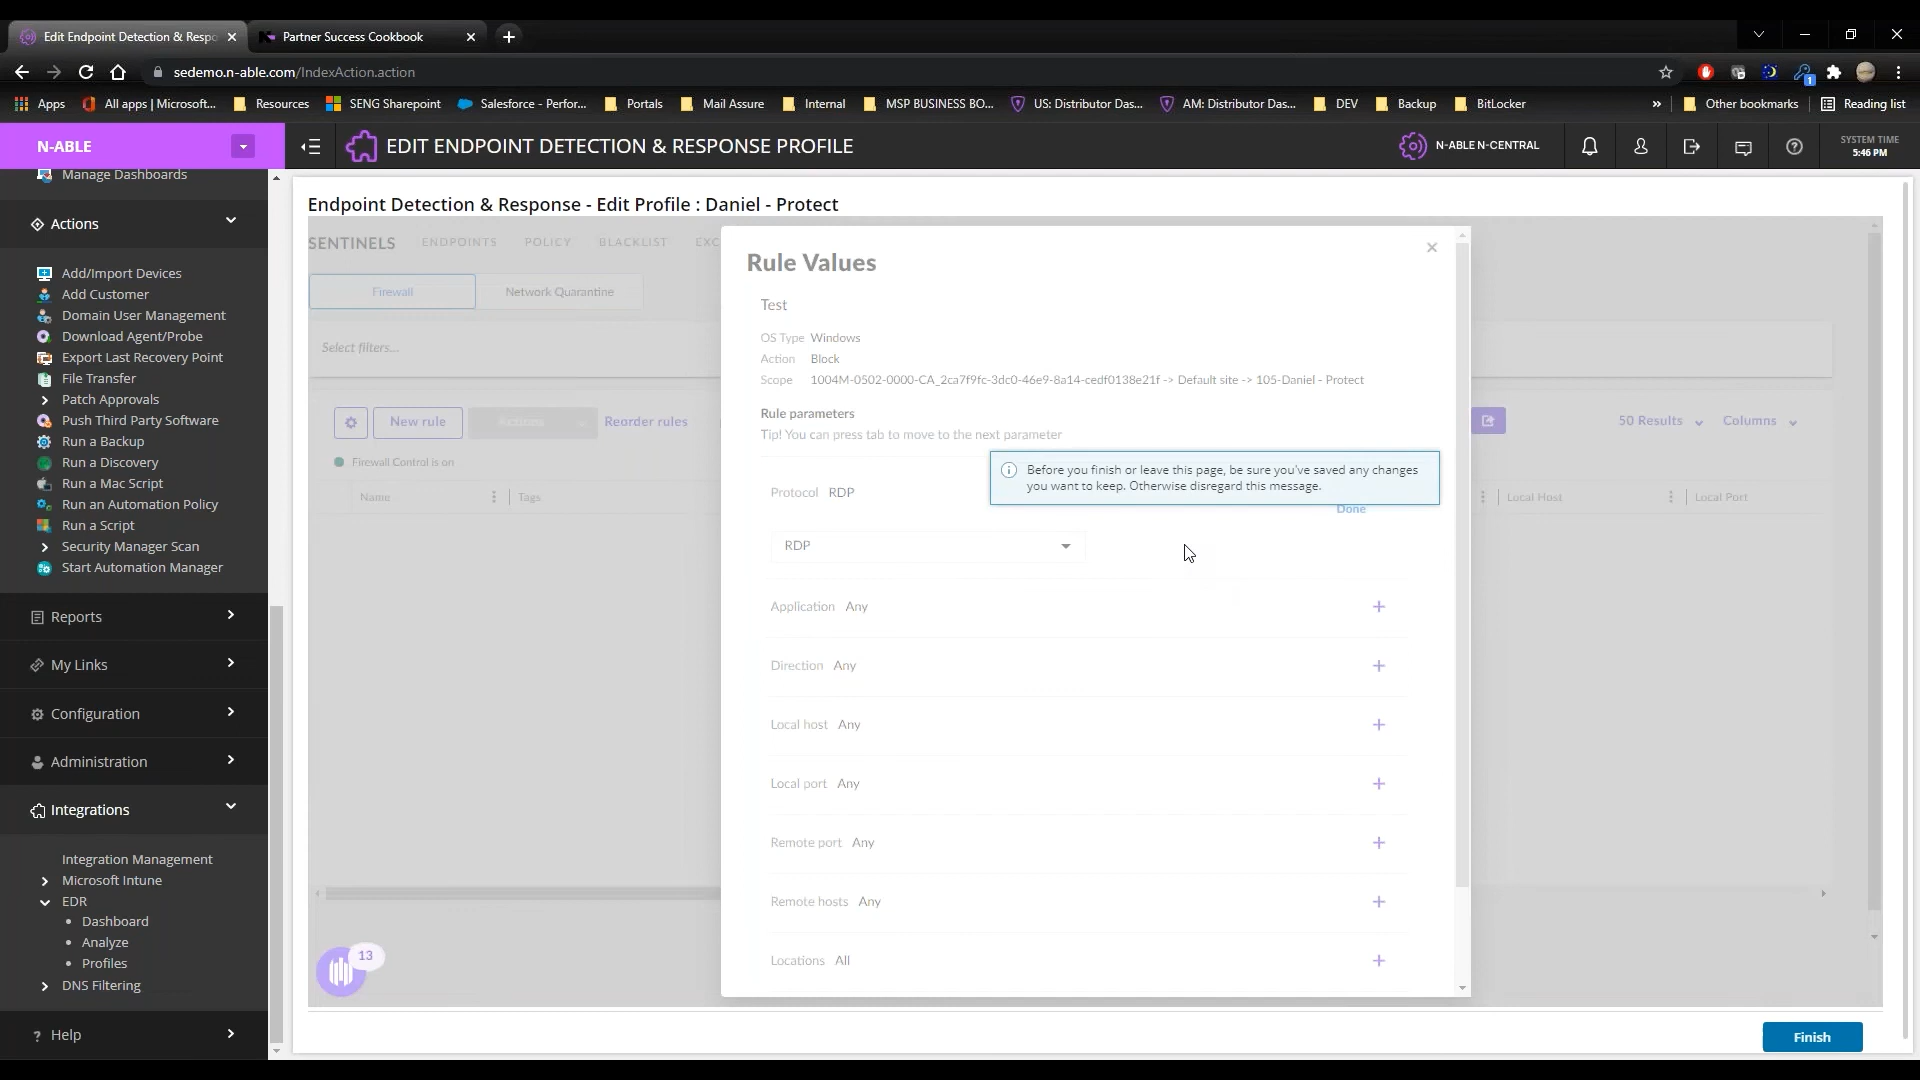 Edit Endpoint Detection & Respo
Partner Success Cookbook
sedemo.n-able.com/IndexAction.action
1
Apps
All apps | Microsoft...
Resources
SENG Sharepoint
Salesforce - Perfor...
Portals
Mail Assure
Internal
MSP BUSINESS BO...
US: Distributor Das...
AM: Distributor Das...
DEV
Backup
BitLocker
»
Other bookmarks
Reading list
N-ABLE
EDIT ENDPOINT DETECTION & RESPONSE PROFILE
N-ABLE N-CENTRAL
SYSTEM TIME
5:46 PM
Manage Dashboards
Actions
Add/Import Devices
Add Customer
Domain User Management
Download Agent/Probe
Export Last Recovery Point
File Transfer
Patch Approvals
Push Third Party Software
Run a Backup
Run a Discovery
Run a Mac Script
Run an Automation Policy
Run a Script
Security Manager Scan
Start Automation Manager
Reports
My Links
Configuration
Administration
Integrations
Integration Management
Microsoft Intune
EDR
Dashboard
Analyze
Profiles
DNS Filtering
Help
Endpoint Detection & Response - Edit Profile : Daniel - Protect
SENTINELS
ENDPOINTS
POLICY
BLACKLIST
EXC
Firewall
Network Quarantine
Select filters...
New rule
Actions
Reorder rules
50 Results
Columns
Firewall Control is on
Name
Tags
Local Host
Local Port
13
Rule Values
Test
OS Type Windows
Action Block
Scope 1004M-0502-0000-CA_2ca7f9fc-3dc0-46e9-8a14-cedf0138e21f -> Default site -> 105-Daniel - Protect
Rule parameters
Tip! You can press tab to move to the next parameter
Before you finish or leave this page, be sure you've saved any changes
you want to keep. Otherwise disregard this message.
Protocol RDP
Done
RDP
Application Any
Direction Any
Local host Any
Local port Any
Remote port Any
Remote hosts Any
Locations All
Finish